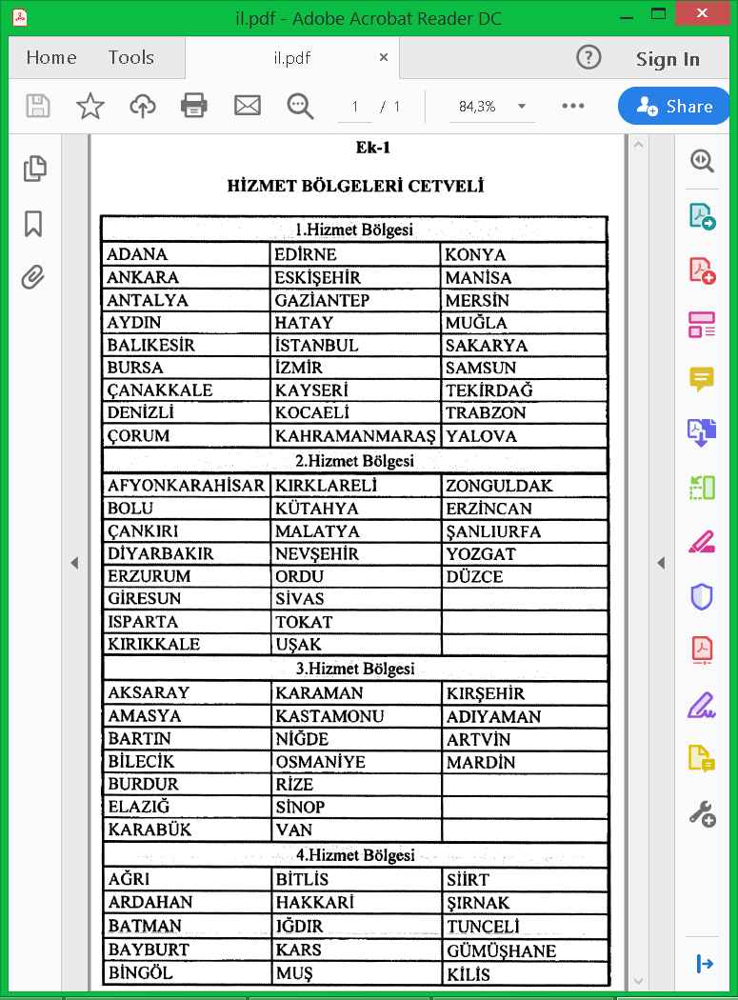 il.pdf - Adobe Acrobat Reader DC
Home Tools il.pdf × ? Sign In
1 / 1 84,3% Share
Ek-1
HİZMET BÖLGELERİ CETVELİ
1.Hizmet Bölgesi
ADANA EDİRNE KONYA
ANKARA ESKİŞEHİR MANİSA
ANTALYA GAZİANTEP MERSİN
AYDIN HATAY MUĞLA
BALIKESİR İSTANBUL SAKARYA
BURSA İZMİR SAMSUN
ÇANAKKALE KAYSERİ TEKİRDAĞ
DENİZLİ KOCAELİ TRABZON
ÇORUM KAHRAMANMARAŞ YALOVA
2.Hizmet Bölgesi
AFYONKARAHİSAR KIRKLARELİ ZONGULDAK
BOLU KÜTAHYA ERZİNCAN
ÇANKIRI MALATYA ŞANLIURFA
DİYARBAKIR NEVŞEHİR YOZGAT
ERZURUM ORDU DÜZCE
GİRESUN SİVAS
ISPARTA TOKAT
KIRIKKALE UŞAK
3.Hizmet Bölgesi
AKSARAY KARAMAN KIRŞEHİR
AMASYA KASTAMONU ADIYAMAN
BARTIN NİĞDE ARTVİN
BİLECİK OSMANİYE MARDİN
BURDUR RİZE
ELAZIĞ SİNOP
KARABÜK VAN
4.Hizmet Bölgesi
AĞRI BİTLİS SİİRT
ARDAHAN HAKKARİ ŞIRNAK
BATMAN IĞDIR TUNCELİ
BAYBURT KARS GÜMÜŞHANE
BİNGÖL MUŞ KİLİS